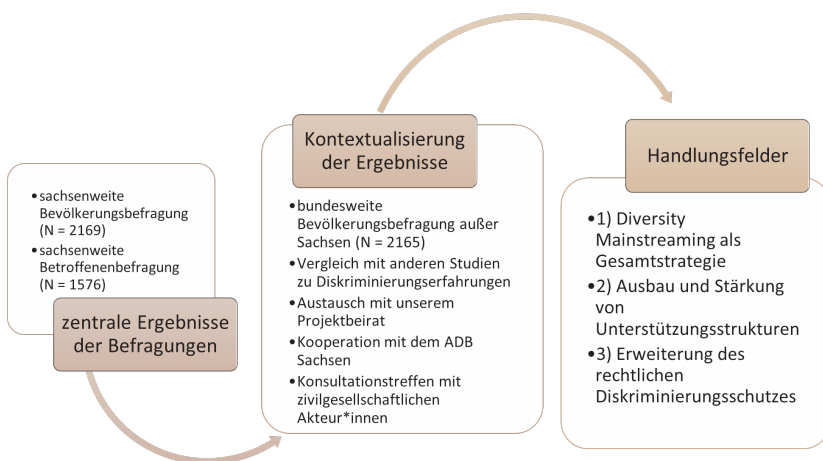 •sachsenweite
Bevölkerungsbefragung
(N = 2169)
•sachsenweite
Betroffenenbefragung
(N = 1576)
zentrale Ergebnisse
der Befragungen
Kontextualisierung
der Ergebnisse
•bundesweite
Bevölkerungsbefragung außer
Sachsen (N = 2165)
•Vergleich mit anderen Studien
zu Diskriminierungserfahrungen
•Austausch mit unserem
Projektbeirat
•Kooperation mit dem ADB
Sachsen
•Konsultationstreffen mit
zivilgesellschaftlichen
Akteur*innen
Handlungsfelder
•1) Diversity
Mainstreaming als
Gesamtstrategie
•2) Ausbau und Stärkung
von
Unterstützungsstrukturen
•3) Erweiterung des
rechtlichen
Diskriminierungsschutzes